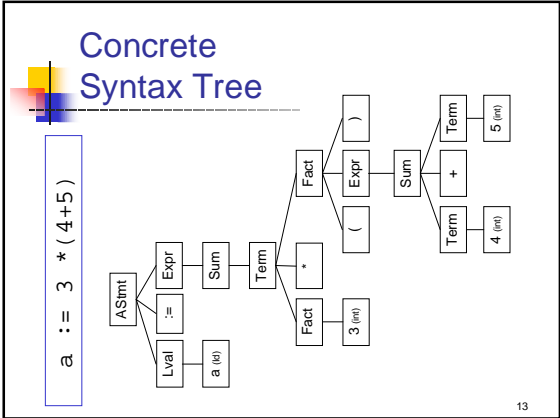 Concrete
Syntax Tree
a := 3 *(4+5)
AStmt
Lval
:=
Expr
a (Id)
Sum
Term
Fact
*
Fact
3 (int)
(
Expr
)
Sum
Term
+
Term
4 (int)
5 (int)
13